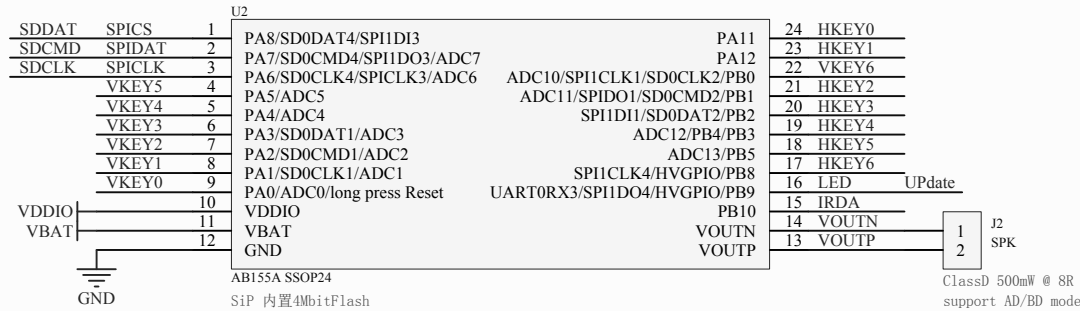 U2
SDDAT SPICS 1 PA8/SD0DAT4/SPI1DI3 PA11 24 HKEY0
SDCMD SPIDAT 2 PA7/SD0CMD4/SPI1DO3/ADC7 PA12 23 HKEY1
SDCLK SPICLK 3 PA6/SD0CLK4/SPICLK3/ADC6 ADC10/SPI1CLK1/SD0CLK2/PB0 22 VKEY6
VKEY5 4 PA5/ADC5 ADC11/SPIDO1/SD0CMD2/PB1 21 HKEY2
VKEY4 5 PA4/ADC4 SPI1DI1/SD0DAT2/PB2 20 HKEY3
VKEY3 6 PA3/SD0DAT1/ADC3 ADC12/PB4/PB3 19 HKEY4
VKEY2 7 PA2/SD0CMD1/ADC2 ADC13/PB5 18 HKEY5
VKEY1 8 PA1/SD0CLK1/ADC1 SPI1CLK4/HVGPIO/PB8 17 HKEY6
VKEY0 9 PA0/ADC0/long press Reset UART0RX3/SPI1DO4/HVGPIO/PB9 16 LED UPdate
VDDIO 10 VDDIO PB10 15 IRDA
VBAT 11 VBAT VOUTN 14 VOUTN 1 J2
12 GND VOUTP 13 VOUTP 2 SPK
GND
AB155A SSOP24
SiP 内置4MbitFlash
ClassD 500mW @ 8R
support AD/BD mode